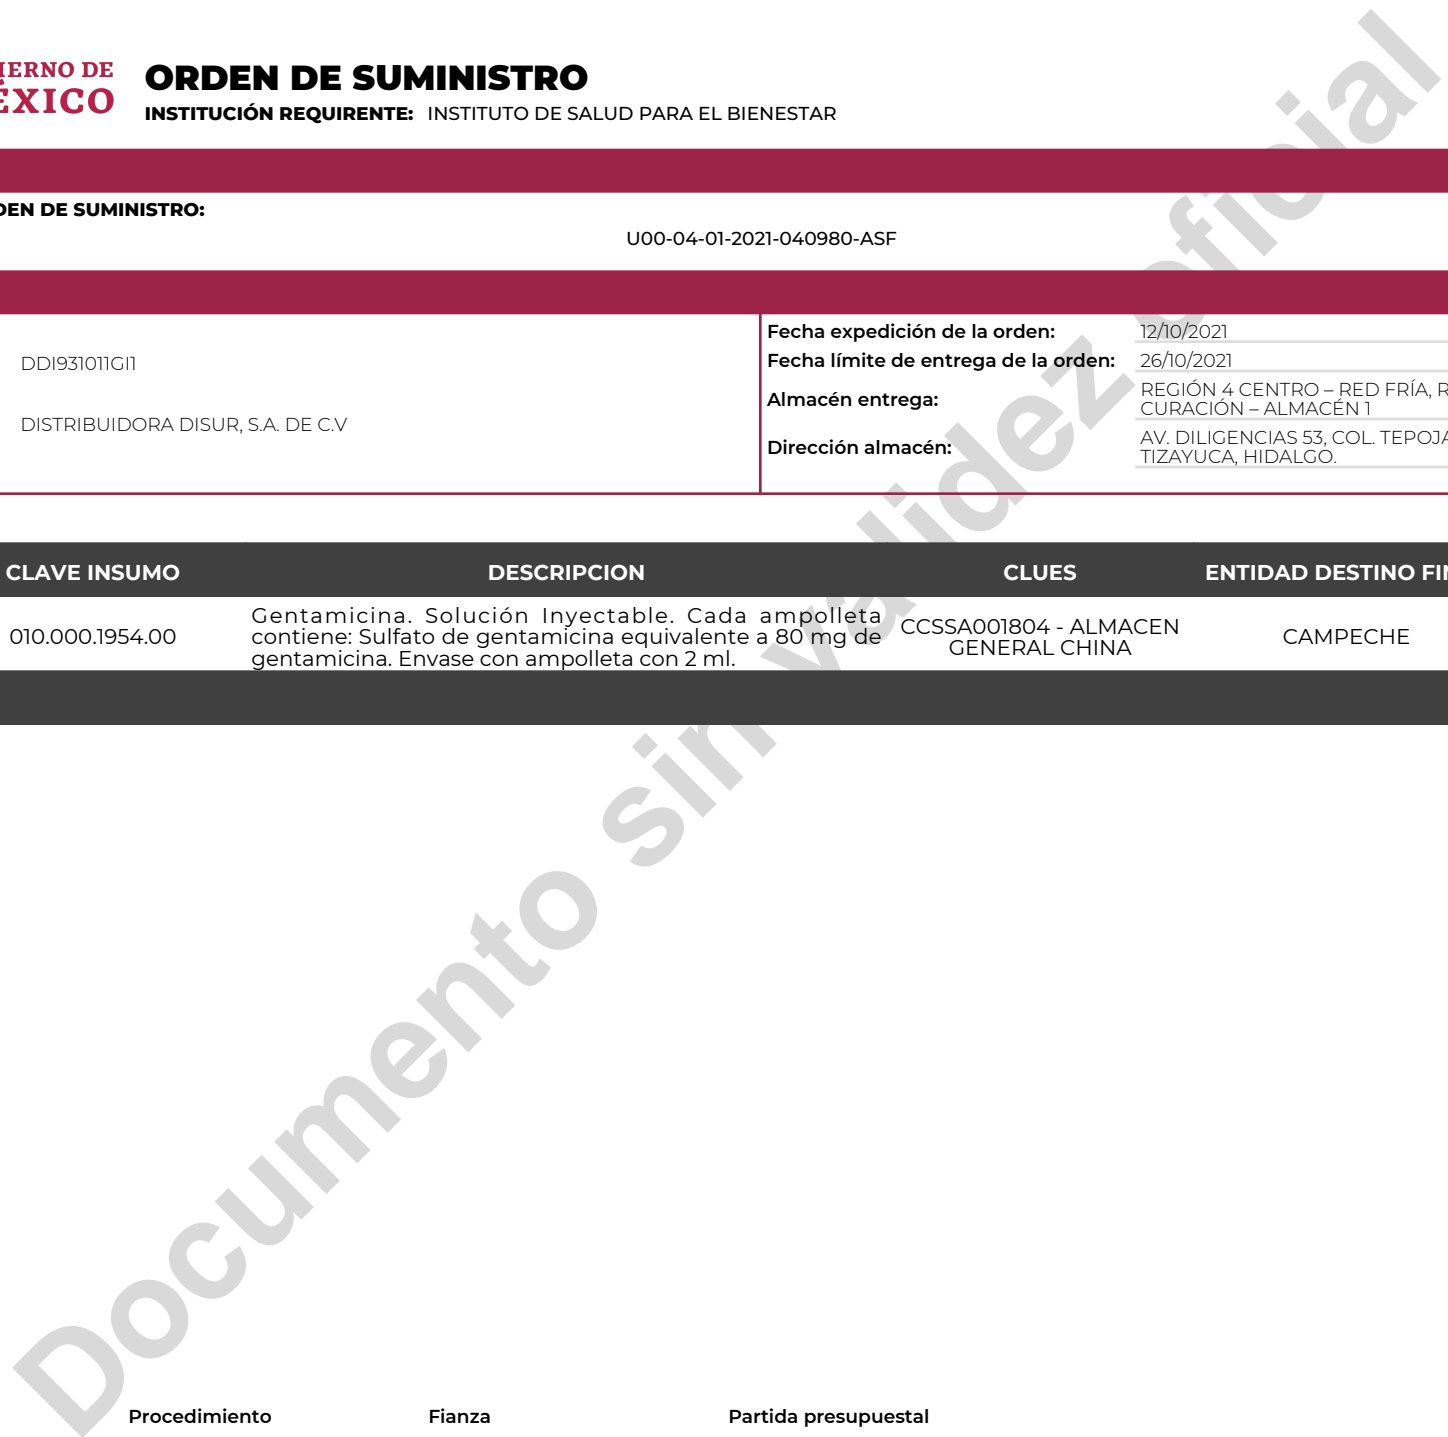 IERNO DE
ÉXICO
ORDEN DE SUMINISTRO
INSTITUCIÓN REQUIRENTE: INSTITUTO DE SALUD PARA EL BIENESTAR
DEN DE SUMINISTRO:
U00-04-01-2021-040980-ASF
DDI931011GI1
DISTRIBUIDORA DISUR, S.A. DE C.V
Fecha expedición de la orden: 12/10/2021
Fecha límite de entrega de la orden: 26/10/2021
Almacén entrega: REGIÓN 4 CENTRO – RED FRÍA, R
CURACIÓN – ALMACÉN 1
Dirección almacén: AV. DILIGENCIAS 53, COL. TEPOJA
TIZAYUCA, HIDALGO.
CLAVE INSUMO DESCRIPCION CLUES ENTIDAD DESTINO FIN
010.000.1954.00
Gentamicina. Solución Inyectable. Cada ampolleta
contiene: Sulfato de gentamicina equivalente a 80 mg de
gentamicina. Envase con ampolleta con 2 ml.
CCSSA001804 - ALMACEN
GENERAL CHINA
CAMPECHE
Documento sin validez oficial
Procedimiento Fianza Partida presupuestal